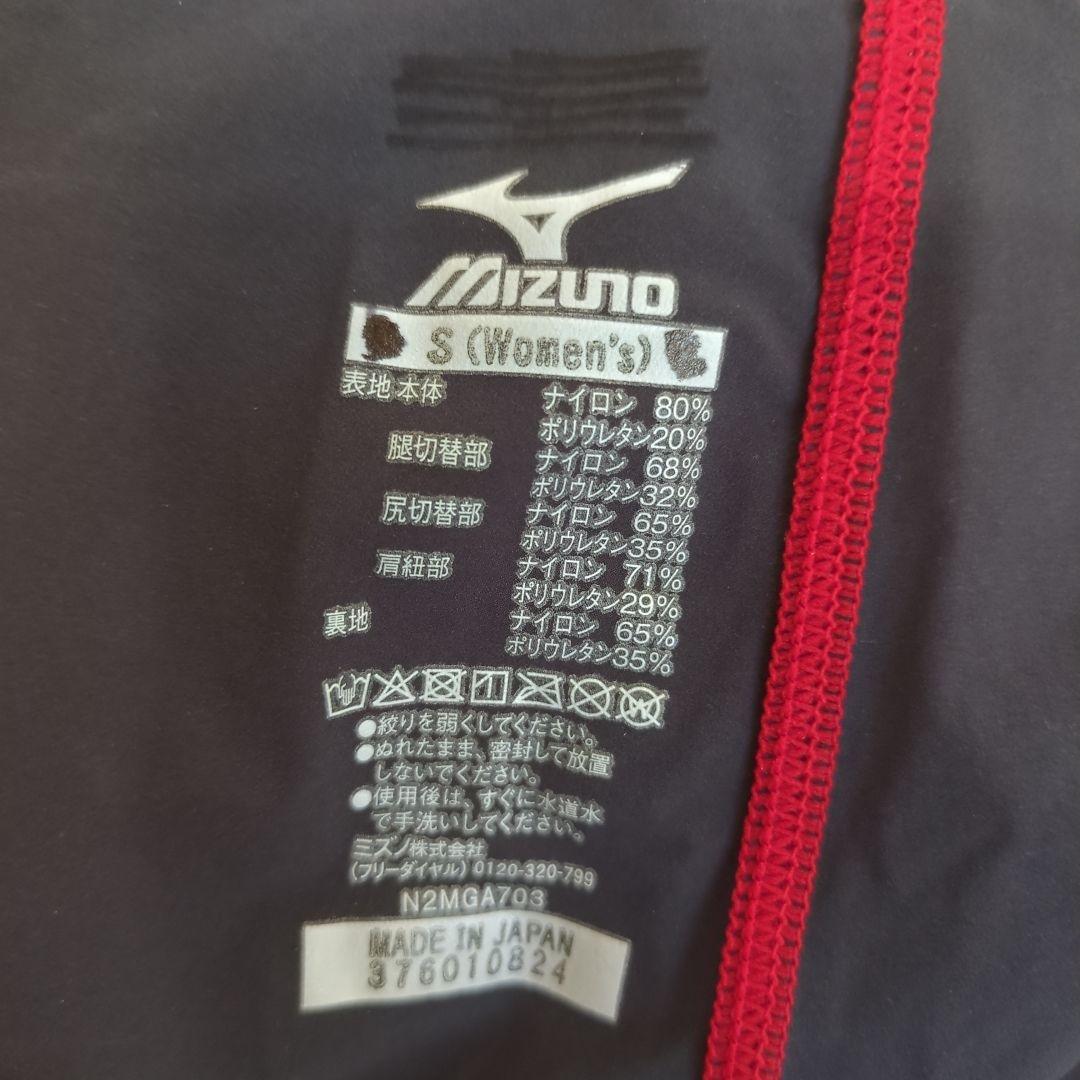 MIZUNO
S (Women's)
表地 本体 ナイロン 80%
ポリウレタン20%
腿切替部 ナイロン 68%
ポリウレタン32%
尻切替部 ナイロン 65%
ポリウレタン35%
肩紐部 ナイロン 71%
ポリウレタン29%
裏地 ナイロン 65%
ポリウレタン35%
●絞りを弱くしてください。
●ぬれたまま、密封して放置
しないでください。
●使用後は、すぐに水道水
で手洗いしてください。
ミズノ株式会社
(フリーダイヤル) 0120-320-799
N2MGA703
MADE IN JAPAN
376010824